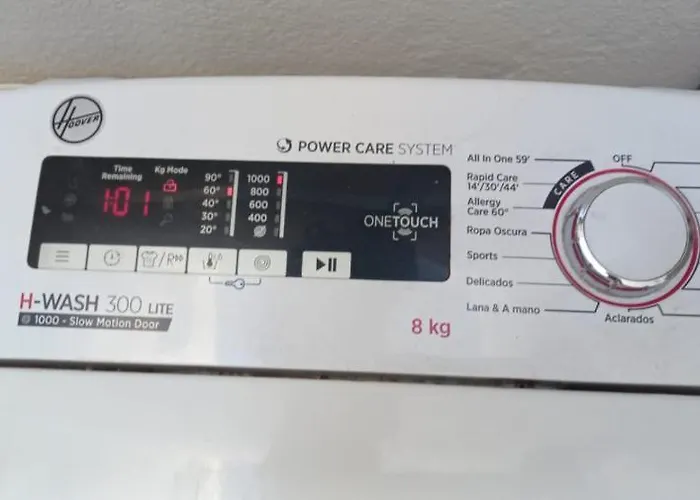 HOOVER
POWER CARE SYSTEM
Time
Remaining
Kg Mode
101
90°
60°
40°
30°
20°
1000
800
600
400
ONETOUCH
/R
H-WASH 300 LITE
1000 - Slow Motion Door
8 kg
All In One 59'
Rapid Care
14'/30'/44'
Allergy
Care 60°
Ropa Oscura
Sports
Delicados
Lana & A mano
CARE
OFF
Aclarados